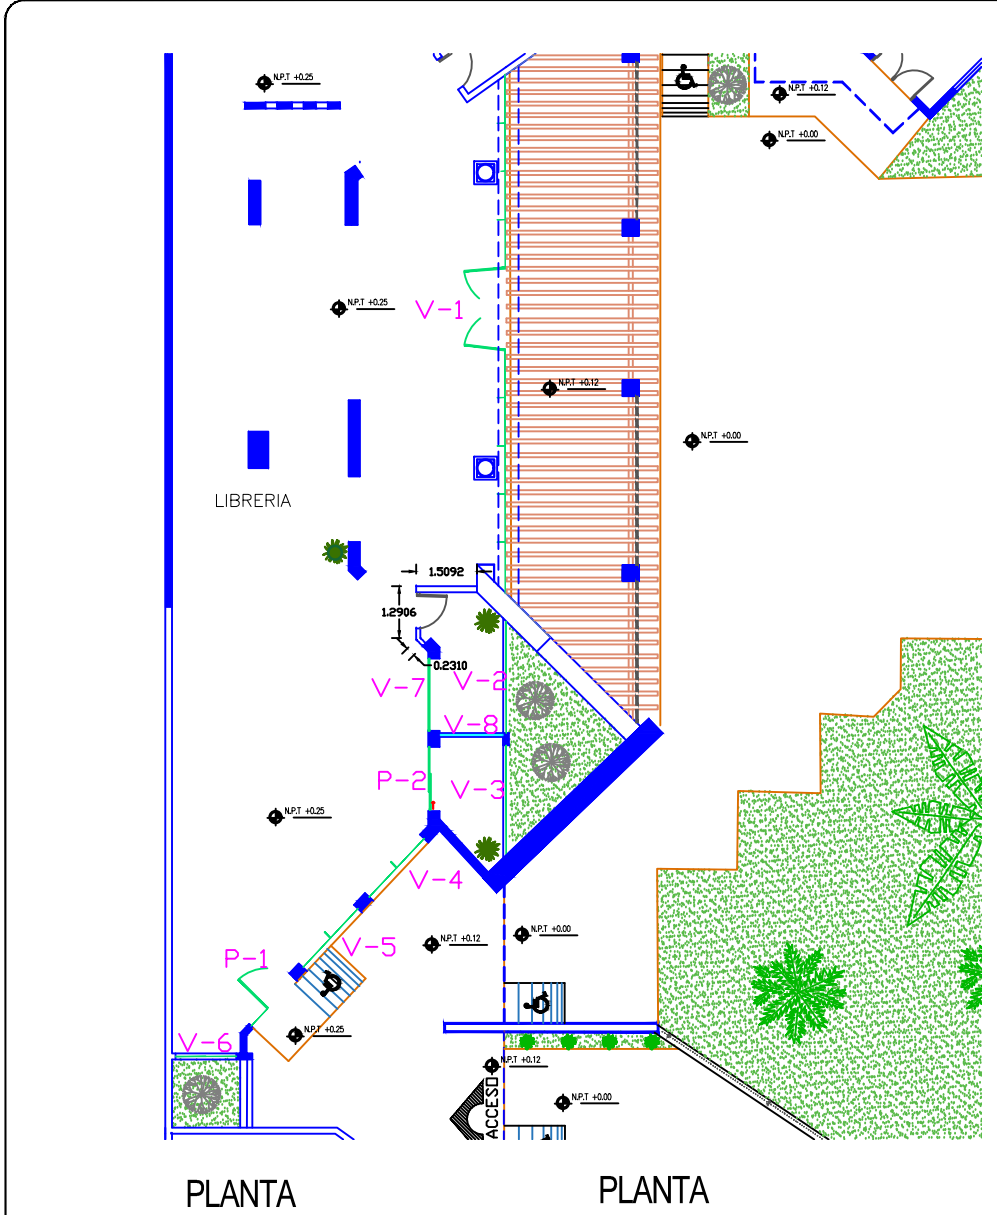 N.P.T +0.25
N.P.T +0.12
N.P.T +0.00
N.P.T +0.25
V-1
N.P.T +0.12
N.P.T +0.00
LIBRERIA
1.5092
1.2906
0.2310
V-7
V-2
V-8
P-2
V-3
N.P.T +0.25
V-4
N.P.T +0.00
N.P.T +0.12
V-5
P-1
N.P.T +0.25
V-6
N.P.T +0.12
N.P.T +0.00
ACCESO
PLANTA
PLANTA